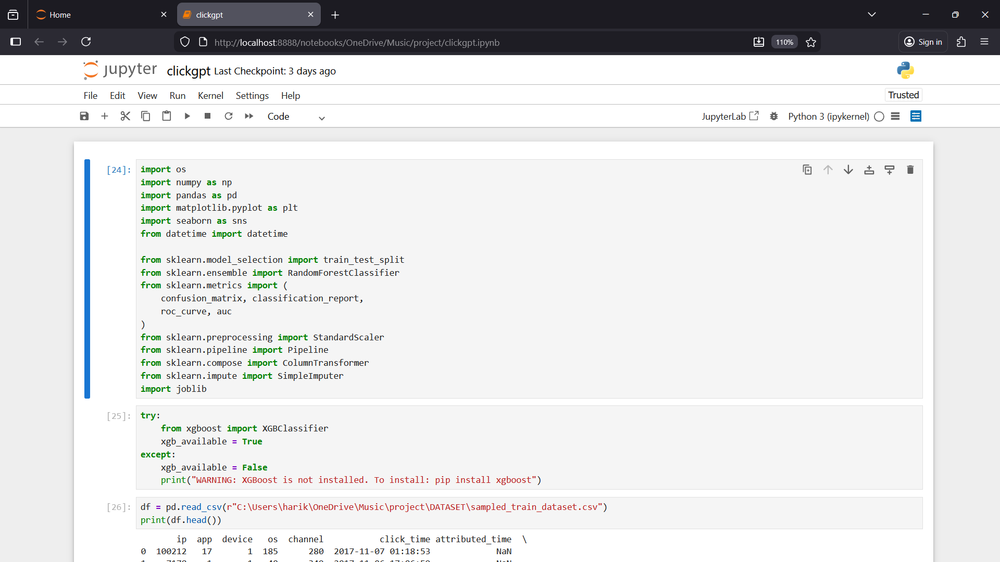 Home
clickgpt
http://localhost:8888/notebooks/OneDrive/Music/project/clickgpt.ipynb
110%
Sign in
jupyter clickgpt Last Checkpoint: 3 days ago
File Edit View Run Kernel Settings Help
Trusted
Code
JupyterLab
Python 3 (ipykernel)
[24]:
import os
import numpy as np
import pandas as pd
import matplotlib.pyplot as plt
import seaborn as sns
from datetime import datetime
from sklearn.model_selection import train_test_split
from sklearn.ensemble import RandomForestClassifier
from sklearn.metrics import (
    confusion_matrix, classification_report,
    roc_curve, auc
)
from sklearn.preprocessing import StandardScaler
from sklearn.pipeline import Pipeline
from sklearn.compose import ColumnTransformer
from sklearn.impute import SimpleImputer
import joblib
[25]:
try:
    from xgboost import XGBClassifier
    xgb_available = True
except:
    xgb_available = False
    print("WARNING: XGBoost is not installed. To install: pip install xgboost")
[26]:
df = pd.read_csv(r"C:\Users\harik\OneDrive\Music\project\DATASET\sampled_train_dataset.csv")
print(df.head())
ip app device os channel click_time attributed_time \
0 100212 17 1 185 280 2017-11-07 01:18:53 NaN